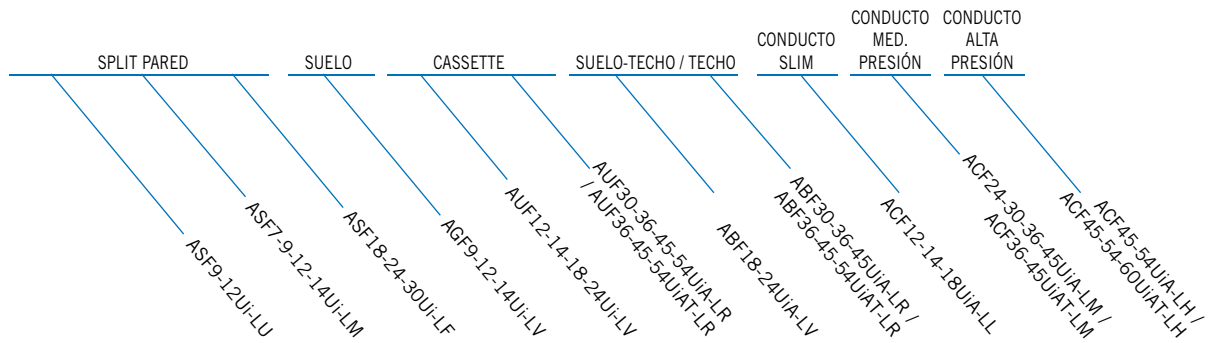 SPLIT PARED
SUELO
CASSETTE
SUELO-TECHO / TECHO
CONDUCTO
SLIM
CONDUCTO
MED.
PRESIÓN
CONDUCTO
ALTA
PRESIÓN
ASF9-12Ui-LU
ASF7-9-12-14Ui-LM
ASF18-24-30Ui-LF
AGF9-12-14Ui-LV
AUF12-14-18-24Ui-LV
AUF30-36-45-54UiA-LR
/ AUF36-45-54UiAT-LR
ABF18-24UiA-LV
ABF30-36-45UiA-LR /
ABF36-45-54UiAT-LR
ACF12-14-18UiA-LL
ACF24-30-36-45UiA-LM /
ACF36-45UiAT-LM
ACF45-54UiA-LH /
ACF45-54-60UiAT-LH